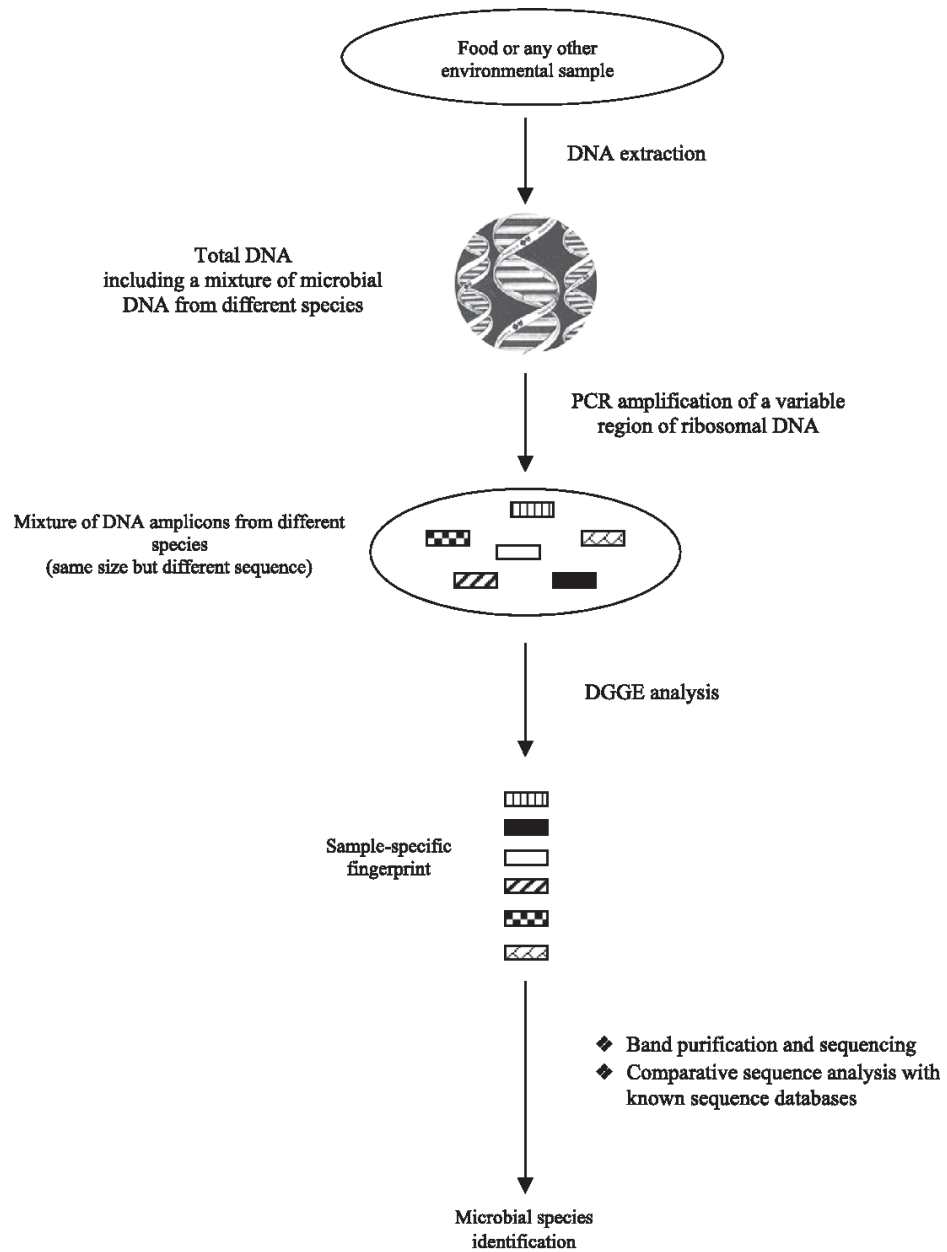 Food or any other
environmental sample
DNA extraction
Total DNA
including a mixture of microbial
DNA from different species
PCR amplification of a variable
region of ribosomal DNA
Mixture of DNA amplicons from different
species
(same size but different sequence)
DGGE analysis
Sample-specific
fingerprint
❖ Band purification and sequencing
❖ Comparative sequence analysis with
known sequence databases
Microbial species
identification